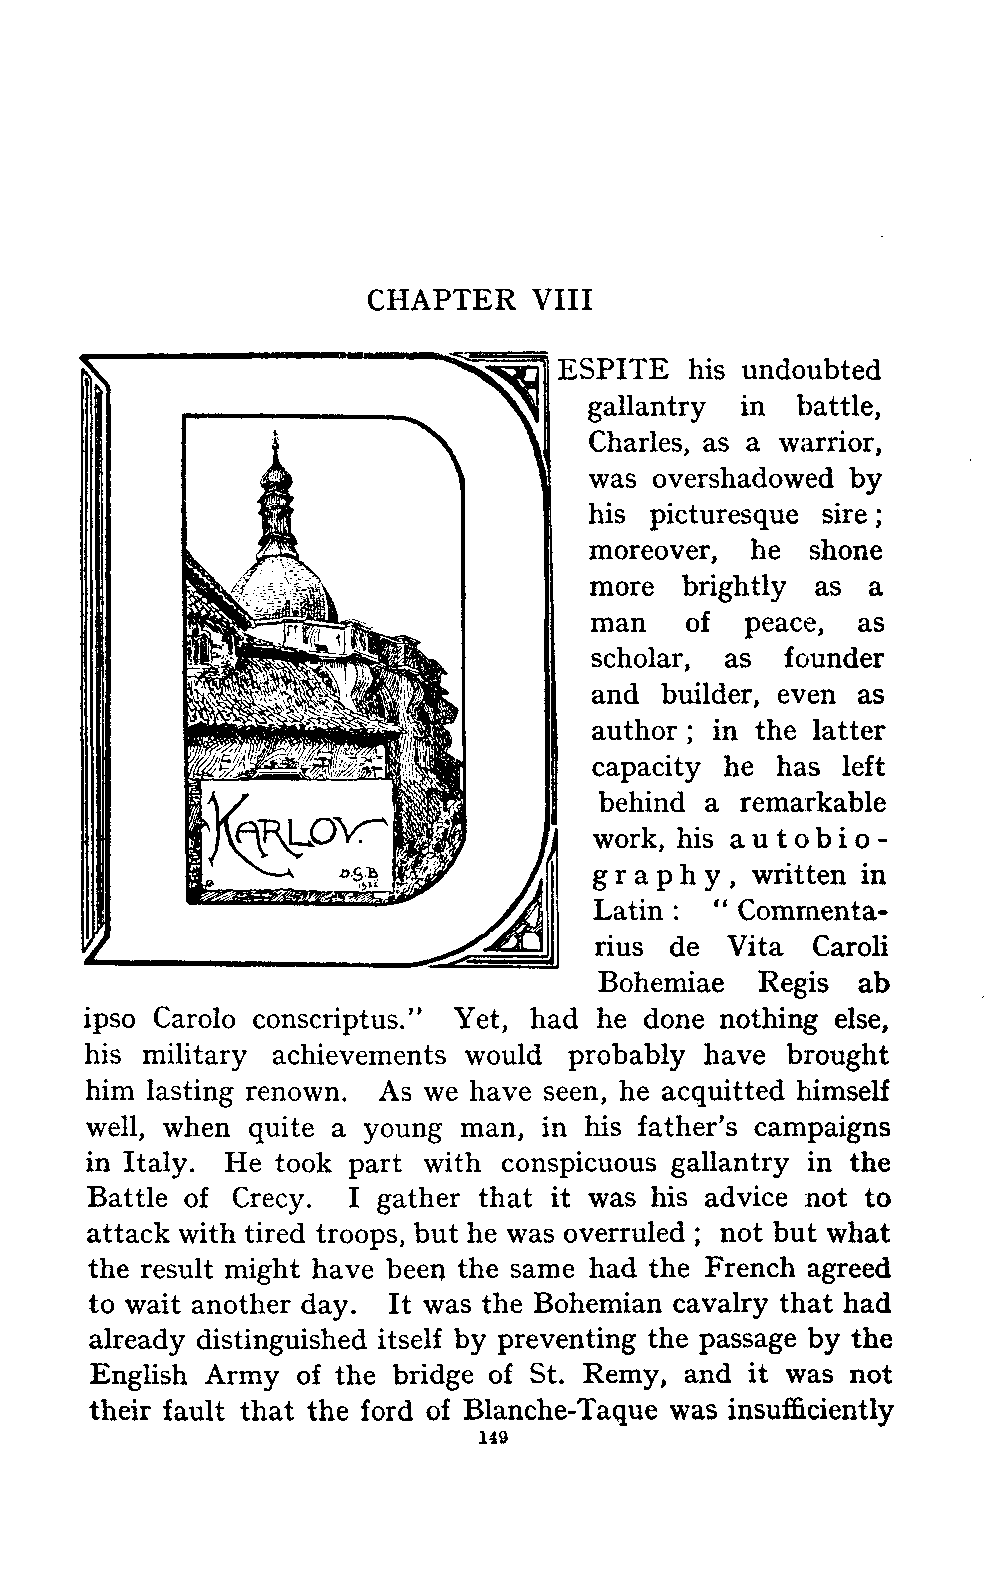 CHAPTER VIII
DESPITE his undoubted
gallantry in battle,
Charles, as a warrior,
was overshadowed by
his picturesque sire;
moreover, he shone
more brightly as a
man of peace, as
scholar, as founder
and builder, even as
author; in the latter
capacity he has left
behind a remarkable
work, his autobio-
graphy, written in
Latin: “Commenta-
rius de Vita Caroli
Bohemiae Regis ab
KARLOV.
D.S.B
ipso Carolo conscriptus.” Yet, had he done nothing else,
his military achievements would probably have brought
him lasting renown. As we have seen, he acquitted himself
well, when quite a young man, in his father's campaigns
in Italy. He took part with conspicuous gallantry in the
Battle of Crecy. I gather that it was his advice not to
attack with tired troops, but he was overruled; not but what
the result might have been the same had the French agreed
to wait another day. It was the Bohemian cavalry that had
already distinguished itself by preventing the passage by the
English Army of the bridge of St. Remy, and it was not
their fault that the ford of Blanche-Taque was insufficiently
149